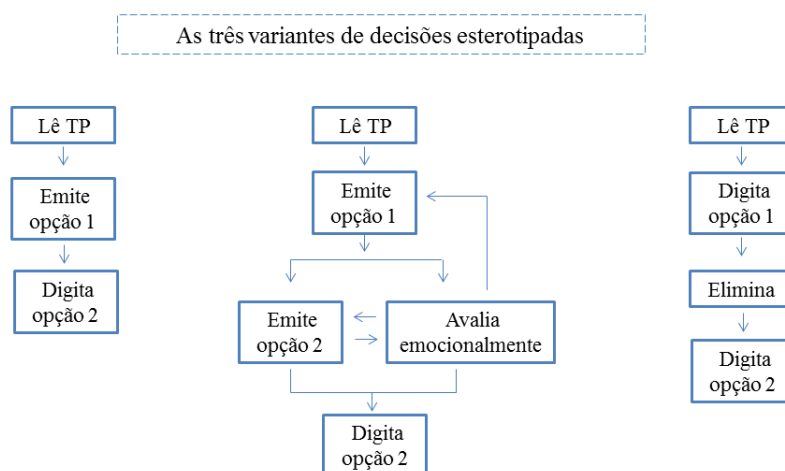 As três variantes de decisões esterotipadas
Lê TP
Emite
opção 1
Digita
opção 2
Lê TP
Emite
opção 1
Emite
opção 2
Avalia
emocionalmente
Digita
opção 2
Lê TP
Digita
opção 1
Elimina
Digita
opção 2